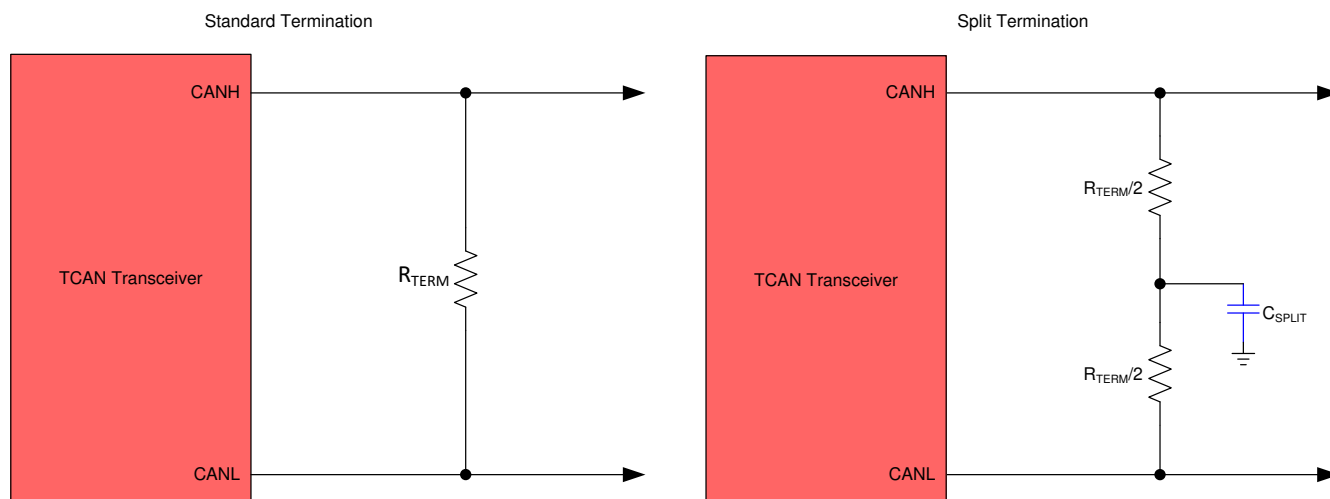 Standard Termination
CANH
TCAN Transceiver
RTERM
CANL
Split Termination
CANH
RTERM/2
TCAN Transceiver
CSPLIT
RTERM/2
CANL